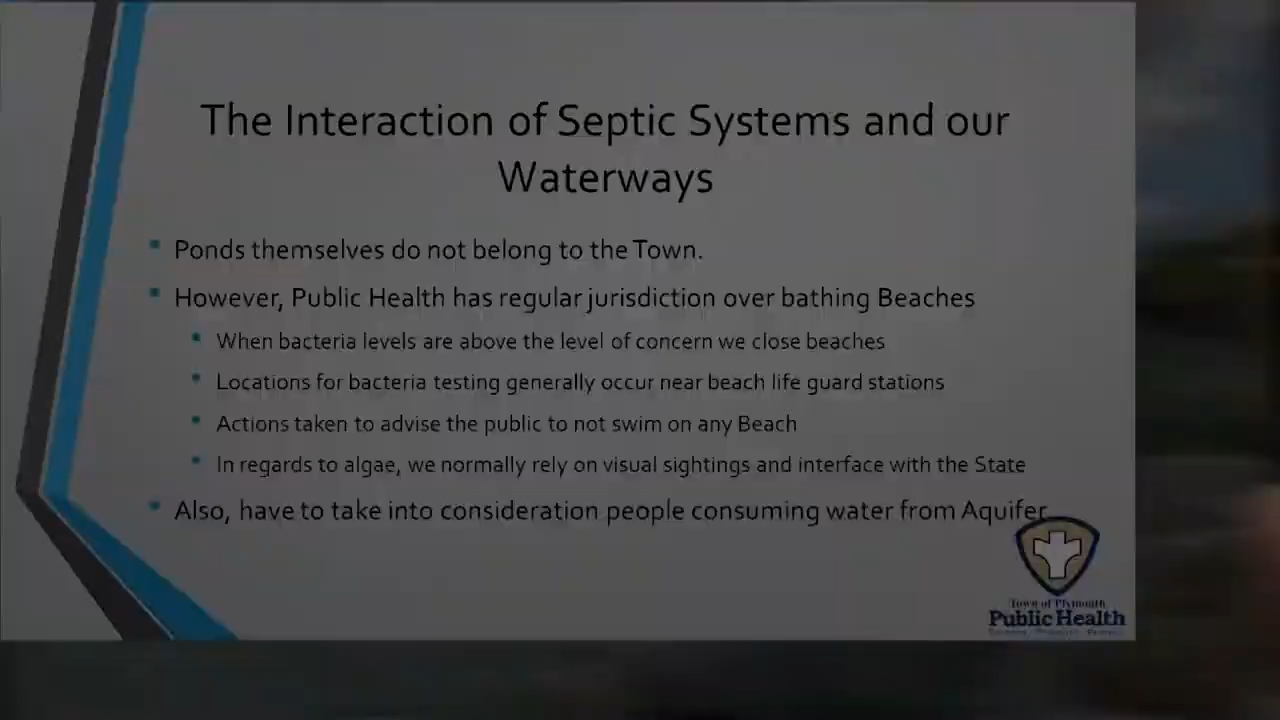 The Interaction of Septic Systems and our
Waterways
Ponds themselves do not belong to the Town.
However, Public Health has regular jurisdiction over bathing Beaches
When bacteria levels are above the level of concern we close beaches
Locations for bacteria testing generally occur near beach life guard stations
Actions taken to advise the public to not swim on any Beach
In regards to algae, we normally rely on visual sightings and interface with the State
Also, have to take into consideration people consuming water from Aquifer
Town of Plymouth
Public Health